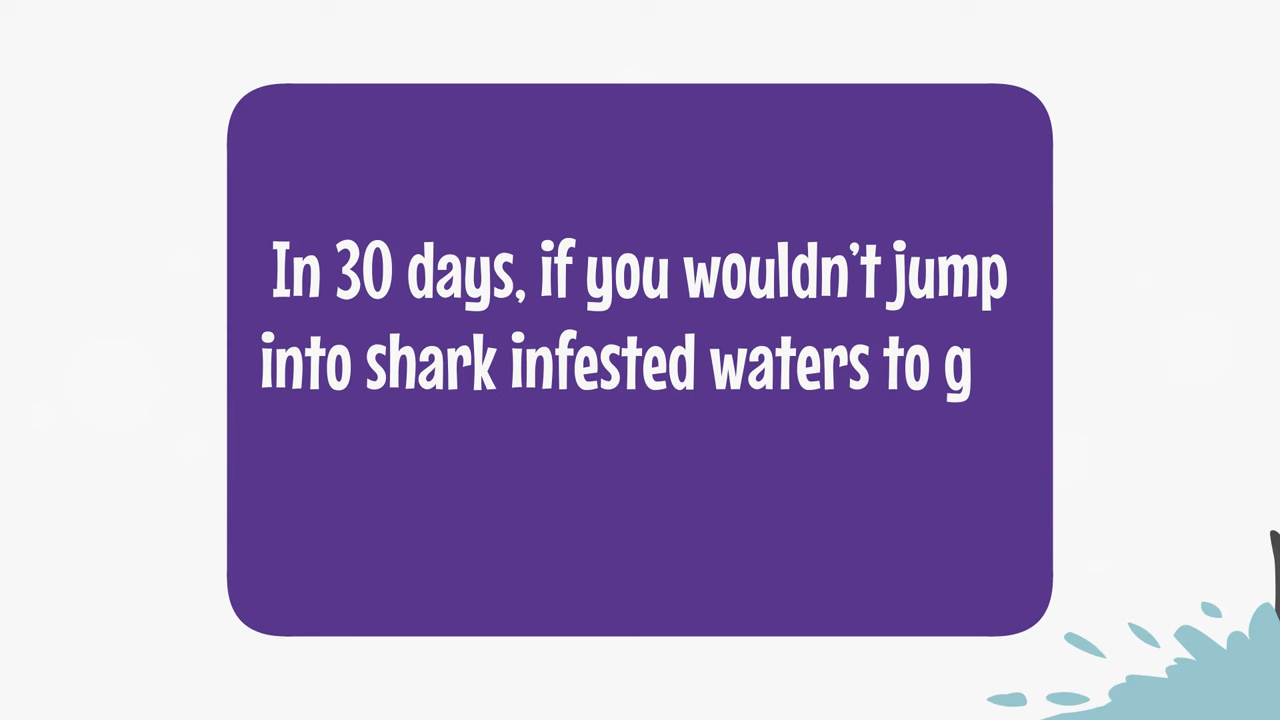 In 30 days, if you wouldn’t jump
into shark infested waters to g